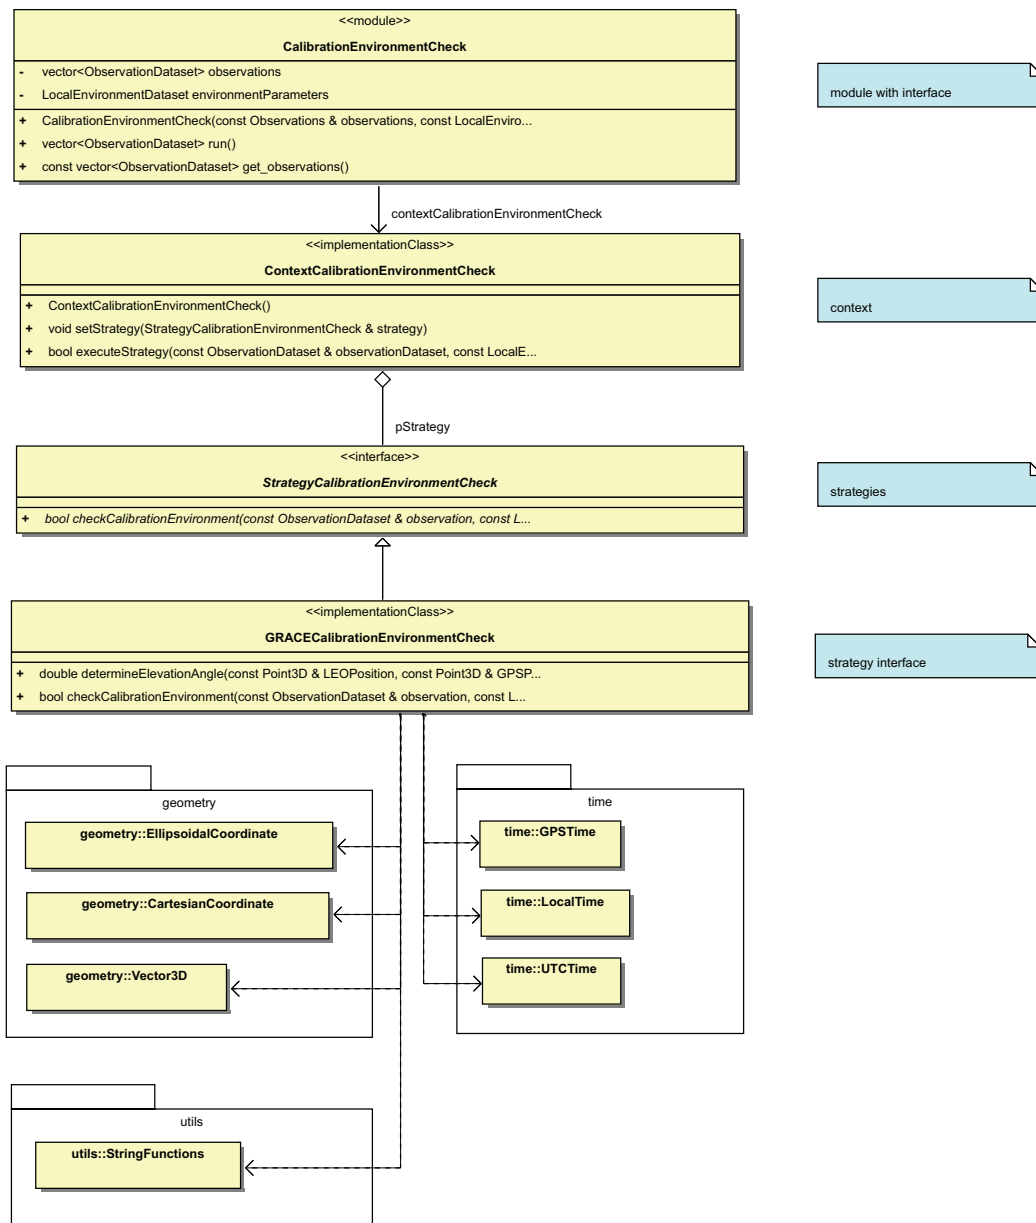 <<module>>
CalibrationEnvironmentCheck
- vector<ObservationDataset> observations
- LocalEnvironmentDataset environmentParameters
+ CalibrationEnvironmentCheck(const Observations & observations, const LocalEnviro...
+ vector<ObservationDataset> run()
+ const vector<ObservationDataset> get_observations()
module with interface
contextCalibrationEnvironmentCheck
<<implementationClass>>
ContextCalibrationEnvironmentCheck
+ ContextCalibrationEnvironmentCheck()
+ void setStrategy(StrategyCalibrationEnvironmentCheck & strategy)
+ bool executeStrategy(const ObservationDataset & observationDataset, const LocalE...
context
pStrategy
<<interface>>
StrategyCalibrationEnvironmentCheck
+ bool checkCalibrationEnvironment(const ObservationDataset & observation, const L...
strategies
<<implementationClass>>
GRACECalibrationEnvironmentCheck
+ double determineElevationAngle(const Point3D & LEOPosition, const Point3D & GPSP...
+ bool checkCalibrationEnvironment(const ObservationDataset & observation, const L...
strategy interface
geometry
geometry::EllipsoidalCoordinate
geometry::CartesianCoordinate
geometry::Vector3D
time
time::GPSTime
time::LocalTime
time::UTCTime
utils
utils::StringFunctions